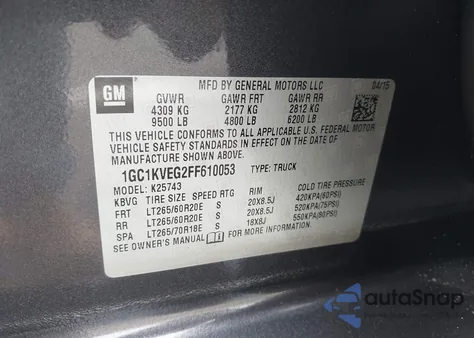 GM
MFD BY GENERAL MOTORS LLC 04/15
GVWR GAWR FRT GAWR RR
4309 KG 2177 KG 2812 KG
9500 LB 4800 LB 6200 LB
THIS VEHICLE CONFORMS TO ALL APPLICABLE U.S. FEDERAL MOTOR
VEHICLE SAFETY STANDARDS IN EFFECT ON THE DATE OF
MANUFACTURE SHOWN ABOVE.
1GC1KVEG2FF610053 TYPE: TRUCK
MODEL: K25743
KBVG TIRE SIZE SPEED RTG RIM COLD TIRE PRESSURE
FRT LT265/60R20E S 20X8.5J 420KPA(60PSI)
RR LT265/60R20E S 20X8.5J 520KPA(75PSI)
SPA LT265/70R18E S 18X8J 550KPA(80PSI)
SEE OWNER'S MANUAL FOR ADDITIONAL INFORMATION.
autoSnap